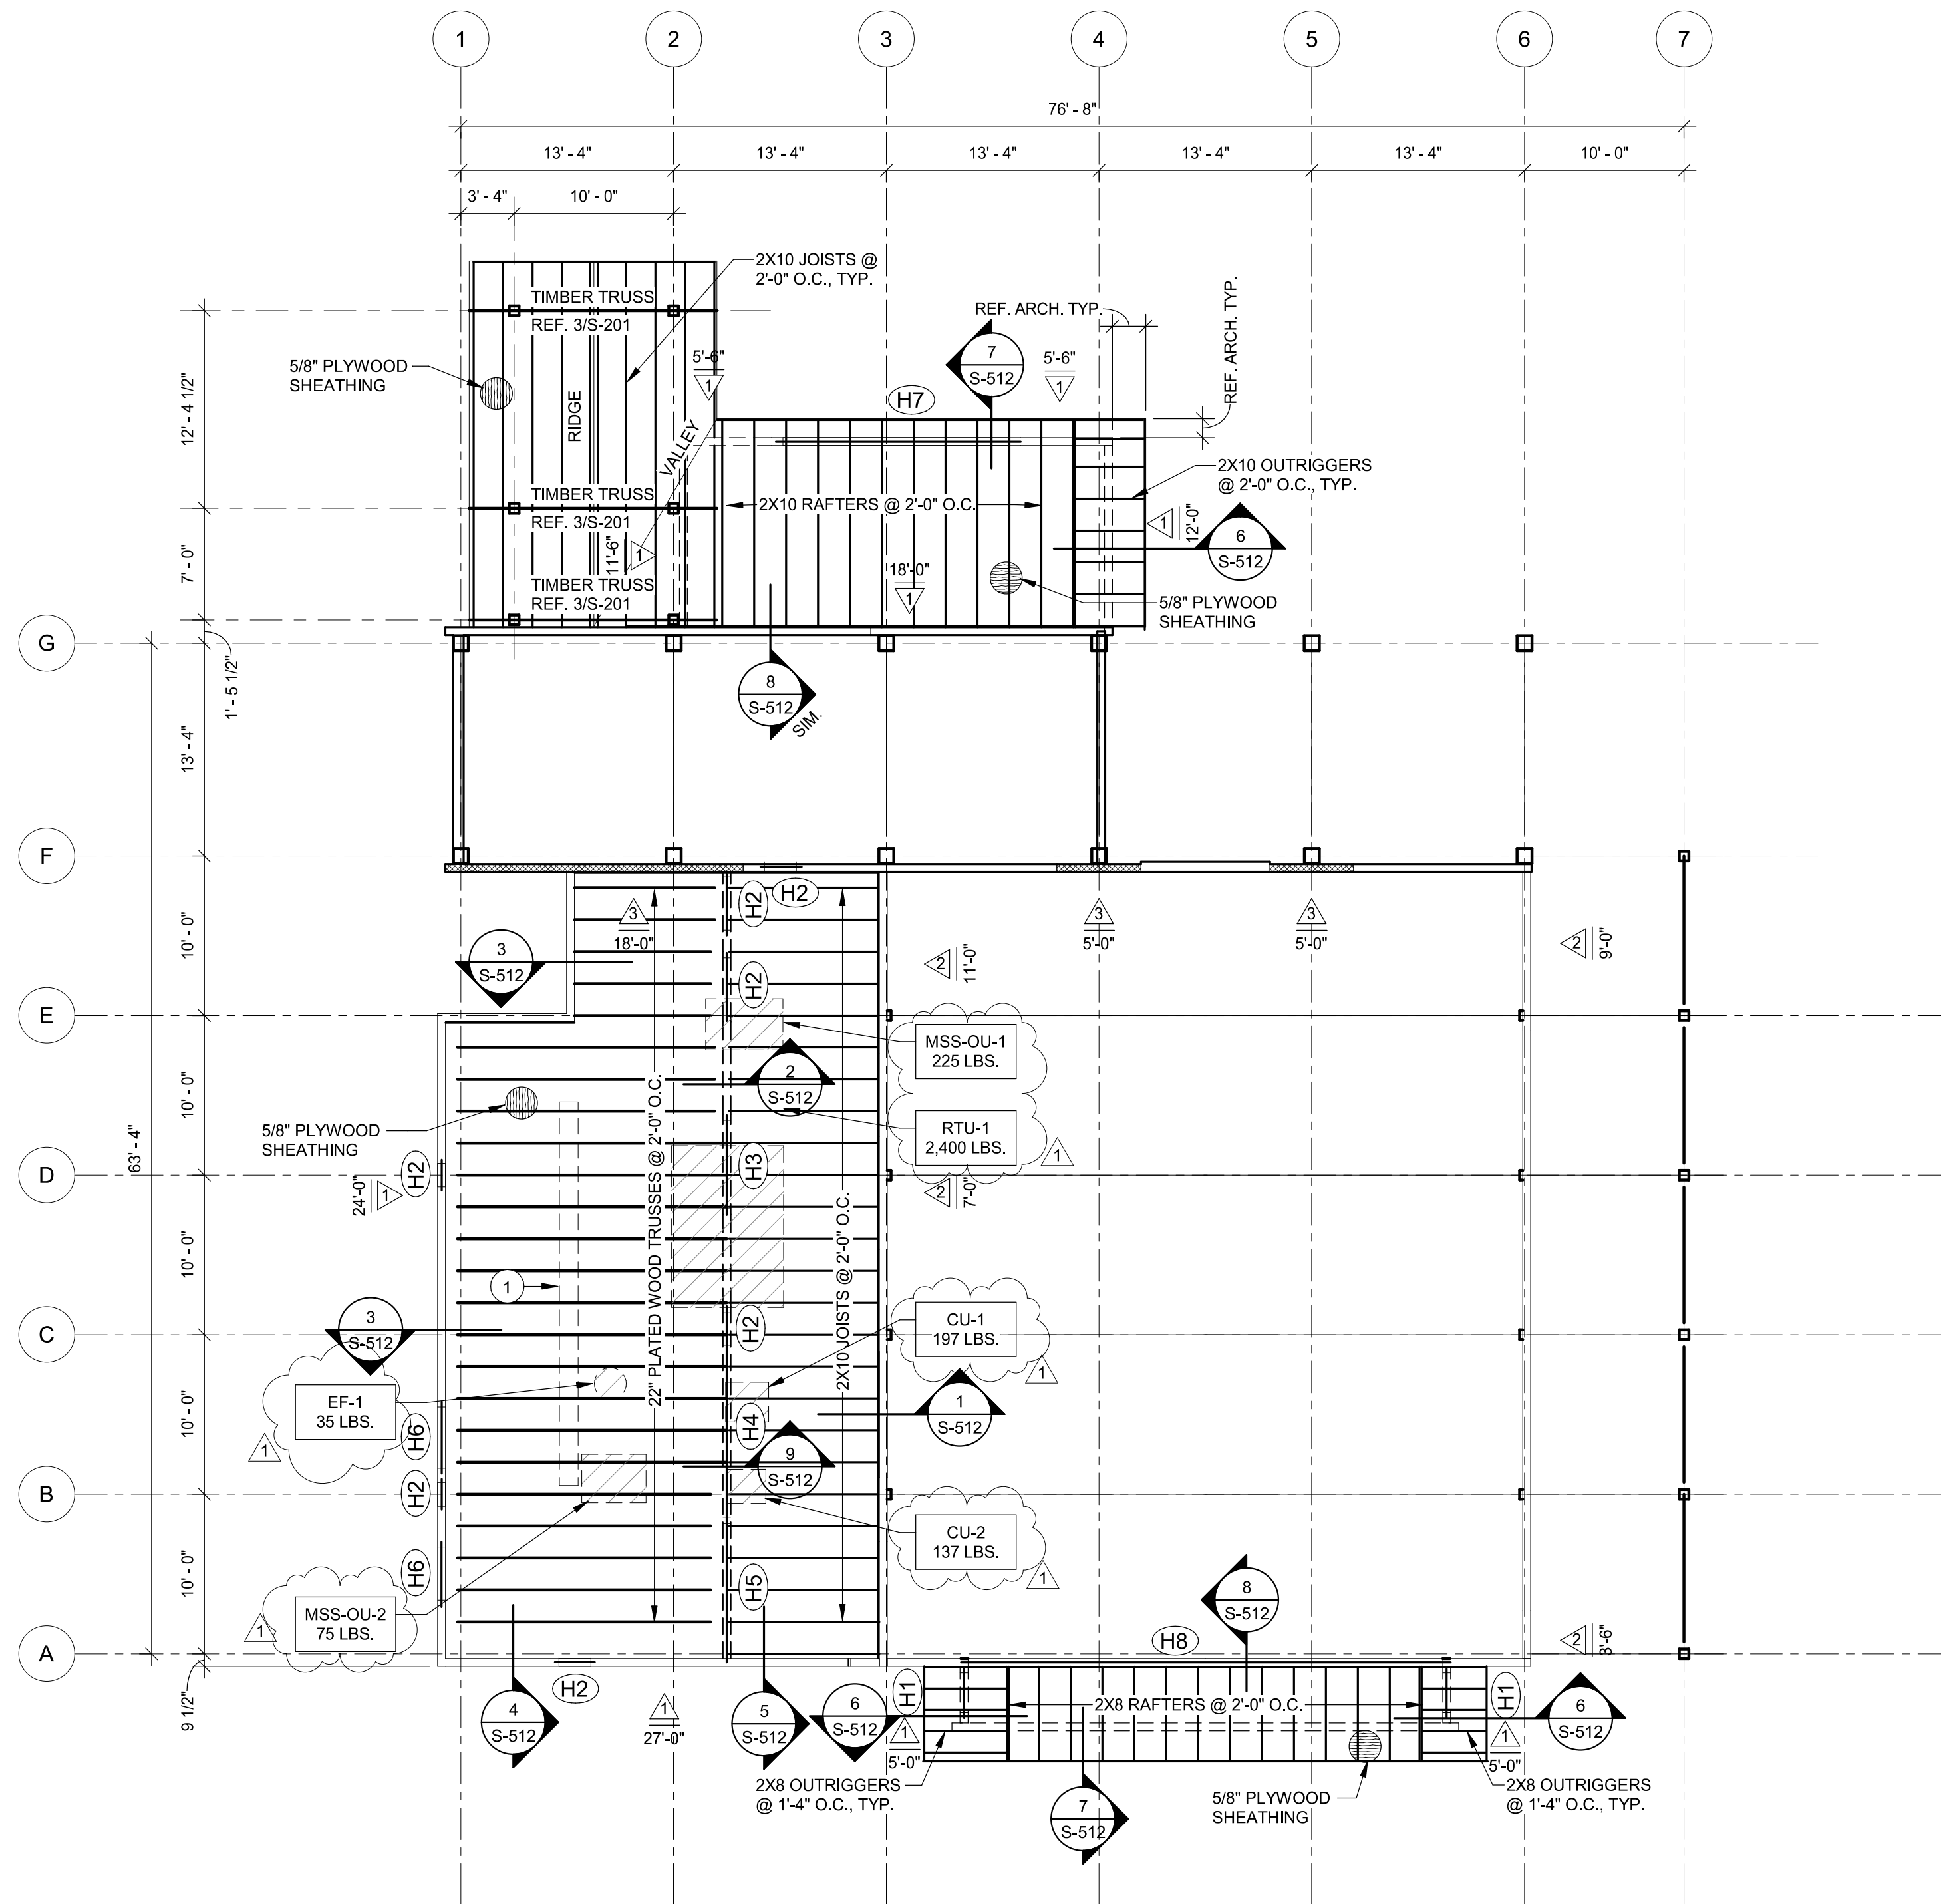 1
2
3
4
5
6
7
76' - 8"
13' - 4"
13' - 4"
13' - 4"
13' - 4"
13' - 4"
10' - 0"
3' - 4"
10' - 0"
2X10 JOISTS @
2'-0" O.C., TYP.
TIMBER TRUSS
REF. 3/S-201
REF. ARCH. TYP.
REF. ARCH. TYP.
5/8" PLYWOOD
SHEATHING
RIDGE
5'-6"
1
7
S-512
5'-6"
1
H7
12' - 4 1/2"
VALLEY
2X10 OUTRIGGERS
@ 2'-0" O.C., TYP.
TIMBER TRUSS
REF. 3/S-201
2X10 RAFTERS @ 2'-0" O.C.
1
12'-0"
6
S-512
11'-6"
1
7' - 0"
18'-0"
1
TIMBER TRUSS
REF. 3/S-201
5/8" PLYWOOD
SHEATHING
G
1' - 5 1/2"
8
S-512
SIM.
13' - 4"
F
H2
H2
3
18'-0"
3
5'-0"
3
5'-0"
10' - 0"
3
S-512
2
11'-0"
2
9'-0"
H2
E
MSS-OU-1
225 LBS.
2
S-512
10' - 0"
RTU-1
2,400 LBS.
1
5/8" PLYWOOD
SHEATHING
63' - 4"
22" PLATED WOOD TRUSSES @ 2'-0" O.C.
2X10 JOISTS @ 2'-0" O.C.
D
H2
24'-0"
1
H3
2
7'-0"
10' - 0"
1
C
3
S-512
H2
CU-1
197 LBS.
1
EF-1
35 LBS.
1
10' - 0"
H6
H4
1
S-512
9
S-512
B
H2
CU-2
137 LBS.
1
10' - 0"
H6
H5
8
S-512
MSS-OU-2
75 LBS.
1
A
H8
2
3'-6"
9 1/2"
H2
4
S-512
1
27'-0"
5
S-512
6
S-512
H1
1
5'-0"
2X8 RAFTERS @ 2'-0" O.C.
H1
1
5'-0"
6
S-512
2X8 OUTRIGGERS
@ 1'-4" O.C., TYP.
7
S-512
5/8" PLYWOOD
SHEATHING
2X8 OUTRIGGERS
@ 1'-4" O.C., TYP.